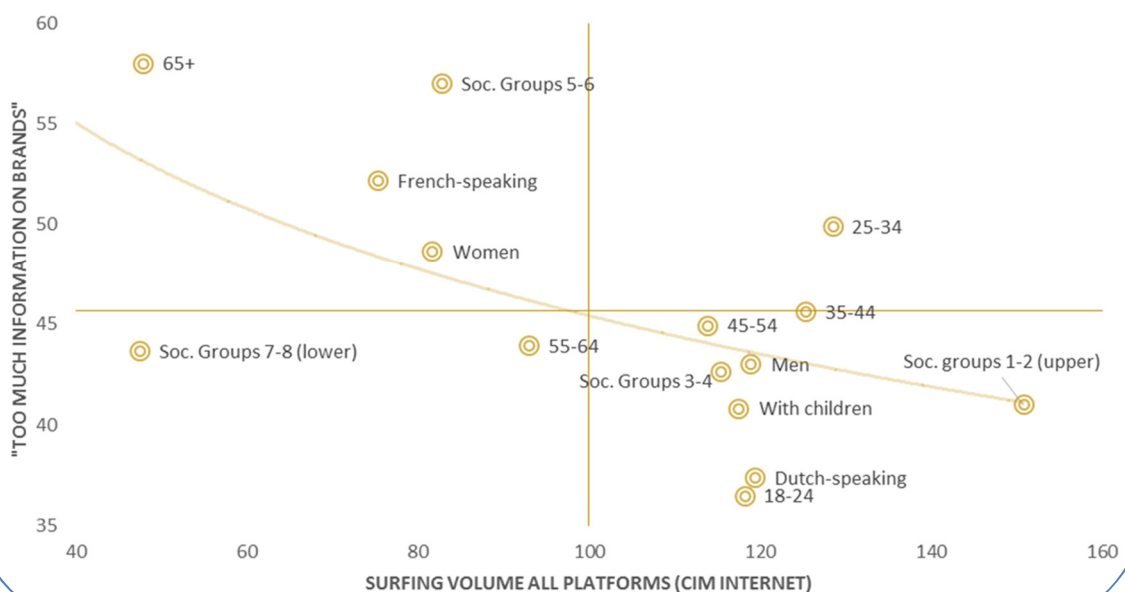 "TOO MUCH INFORMATION ON BRANDS"
60
55
50
45
40
35
65+
Soc. Groups 5-6
French-speaking
25-34
Women
35-44
45-54
55-64
Soc. Groups 7-8 (lower)
Soc. groups 1-2 (upper)
Men
Soc. Groups 3-4
With children
Dutch-speaking
18-24
40 60 80 100 120 140 160
SURFING VOLUME ALL PLATFORMS (CIM INTERNET)